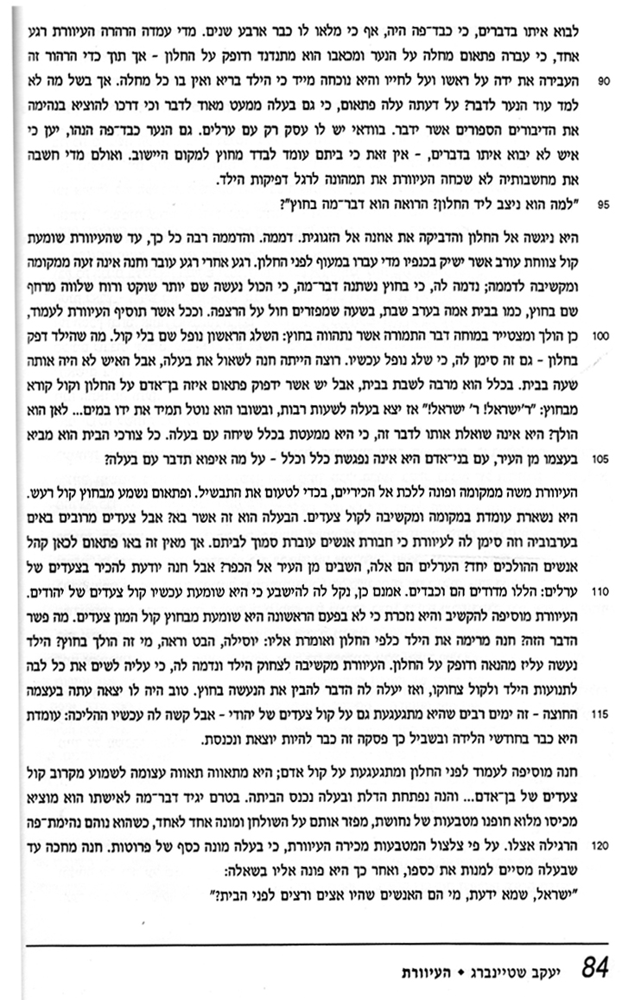 לבוא איתו בדברים, כי כבד־פה היה, אף כי מלאו לו כבר ארבע שנים. מדי עמדה הרהרה העיוורת רגע
אחד, כי עברה פתאום מחלה על הנער ומכאבו הוא מתנדנד ודופק על החלון - אך תוך כדי הרהור זה
90 העבירה את ידה על ראשו ועל לחייו והיא נוכחה מייד כי הילד בריא ואין בו כל מחלה. אך בשל מה לא
למד עוד הנער לדבר? על דעתה עלה פתאום, כי גם בעלה ממעט מאוד לדבר וכי דרכו להוציא בנהימה
את הדיבורים הספורים אשר ידבר. בוודאי יש לו עסק רק עם ערלים. גם הנער כבד־פה הנהו, יען כי
איש לא יבוא איתו בדברים, - אין זאת כי ביתם עומד לבדד מחוץ למקום היישוב. ואולם מדי חשבה
את מחשבותיה לא שכחה העיוורת את תמהונה לרגל דפיקות הילד.
95 "למה הוא ניצב ליד החלון? הרואה הוא דבר־מה בחוץ"?
היא ניגשה אל החלון והדביקה את אוזנה אל הזגוגית. דממה. והדממה רבה כל כך, עד שהעיוורת שומעת
קול צווחת עורב אשר ישיק בכנפיו מדי עברו במעוף לפני החלון. רגע אחרי רגע עובר וחנה אינה זעה ממקומה
ומקשיבה לדממה; נדמה לה, כי בחוץ נשתנה דבר־מה, כי הכול נעשה שם יותר שוקט ורוח שלווה מרחף
שם בחוץ, כמו בבית אמה בערב שבת, בשעה שמפזרים חול על הרצפה. וככל אשר תוסיף העיוורת לעמוד,
100 כן הולך ומצטייר במוחה דבר התמורה אשר נתהווה בחוץ: השלג הראשון נופל שם בלי קול. מה שהילד דפק
בחלון - גם זה סימן לה, כי שלג נופל עכשיו. רוצה הייתה חנה לשאול את בעלה, אבל האיש לא היה אותה
שעה בבית. בכלל הוא מרבה לשבת בבית, אבל יש אשר ידפוק פתאום איזה בן־אדם על החלון וקול קורא
מבחוץ: "ר'ישראל! ר' ישראל!" אז יצא בעלה לשעות רבות, ובשובו הוא נוטל תמיד את ידו במים... לאן הוא
הולך? היא אינה שואלת אותו לדבר זה, כי היא ממעטת בכלל שיחה עם בעלה. כל צורכי הבית הוא מביא
105 בעצמו מן העיר, עם בני־אדם היא אינה נפגשת כלל וכלל - על מה איפוא תדבר עם בעלה?
העיוורת משה ממקומה ופונה ללכת אל הכיריים, בכדי לטעום את התבשיל. ופתאום נשמע מבחוץ קול רעש.
היא נשארת עומדת במקומה ומקשיבה לקול צעדים. הבעלה הוא זה אשר בא? אבל צעדים מרובים באים
בערבוביה וזה סימן לה לעיוורת כי חבורת אנשים עוברת סמוך לביתם. אך מאין זה באו פתאום לכאן קהל
אנשים ההולכים יחד? הערלים הם אלה, השבים מן העיר אל הכפר? אבל חנה יודעת להכיר בצעדים של
110 ערלים: הללו מדודים הם וכבדים. אמנם כן, נקל לה להישבע כי היא שומעת עכשיו קול צעדים של יהודים.
העיוורת מוסיפה להקשיב והיא נזכרת כי לא בפעם הראשונה היא שומעת מבחוץ קול המון צעדים. מה פשר
הדבר הזה? חנה מרימה את הילד כלפי החלון ואומרת אליו: יוסילה, הבט וראה, מי זה הולך בחוץ? הילד
נעשה עליז מהנאה ודופק על החלון. העיוורת מקשיבה לצחוק הילד ונדמה לה, כי עליה לשים את כל לבה
לתנועות הילד ולקול צחוקו, ואז יעלה לה הדבר להבין את הנעשה בחוץ. טוב היה לו יצאה עתה בעצמה
115 החוצה - זה ימים רבים שהיא מתגעגעת גם על קול צעדים של יהודי - אבל קשה לה עכשיו ההליכה: עומדת
היא כבר בחודשי הלידה ובשביל כך פסקה זה כבר להיות יוצאת ונכנסת.
חנה מוסיפה לעמוד לפני החלון ומתגעגעת על קול אדם; היא מתאווה תאווה עצומה לשמוע מקרוב קול
צעדים של בן־אדם... והנה נפתחת הדלת ובעלה נכנס הביתה. בטרם יגיד דבר־מה לאישתו הוא מוציא
מכיסו מלוא חופנו מטבעות של נחושת, מפזר אותם על השולחן ומונה אחד לאחד, כשהוא נוהם נהימת־פה
120 הרגילה אצלו. על פי צלצול המטבעות מכירה העיוורת, כי בעלה מונה כסף של פרוטות. חנה מחכה עד
שבעלה מסיים למנות את כספו, ואחר כך היא פונה אליו בשאלה:
"ישראל, שמא ידעת, מי הם האנשים שהיו אצים ורצים לפני הבית?"
84 יעקב שטיינברג • העיוורת